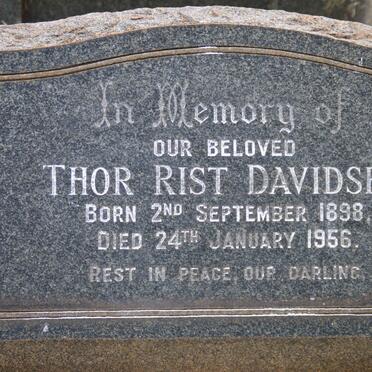 In Memory of
OUR BELOVED
THOR RIST
BORN 2ND SEPTEMBER 1898,
DIED 24TH JANUARY 1956.
REST IN PEACE, OUR DARLING